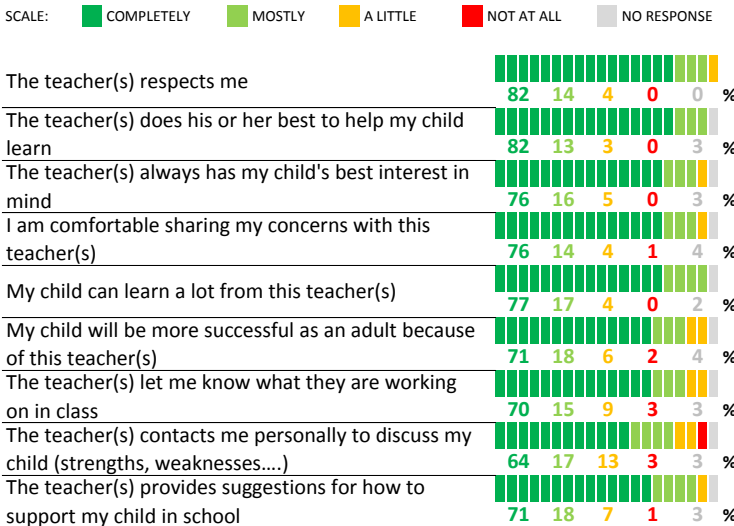 SCALE: COMPLETELY MOSTLY A LITTLE NOT AT ALL NO RESPONSE
The teacher(s) respects me
82 14 4 0 0 %
The teacher(s) does his or her best to help my child
learn
82 13 3 0 3 %
The teacher(s) always has my child's best interest in
mind
76 16 5 0 3 %
I am comfortable sharing my concerns with this
teacher(s)
76 14 4 1 4 %
My child can learn a lot from this teacher(s)
77 17 4 0 2 %
My child will be more successful as an adult because
of this teacher(s)
71 18 6 2 4 %
The teacher(s) let me know what they are working
on in class
70 15 9 3 3 %
The teacher(s) contacts me personally to discuss my
child (strengths, weaknesses....)
64 17 13 3 3 %
The teacher(s) provides suggestions for how to
support my child in school
71 18 7 1 3 %